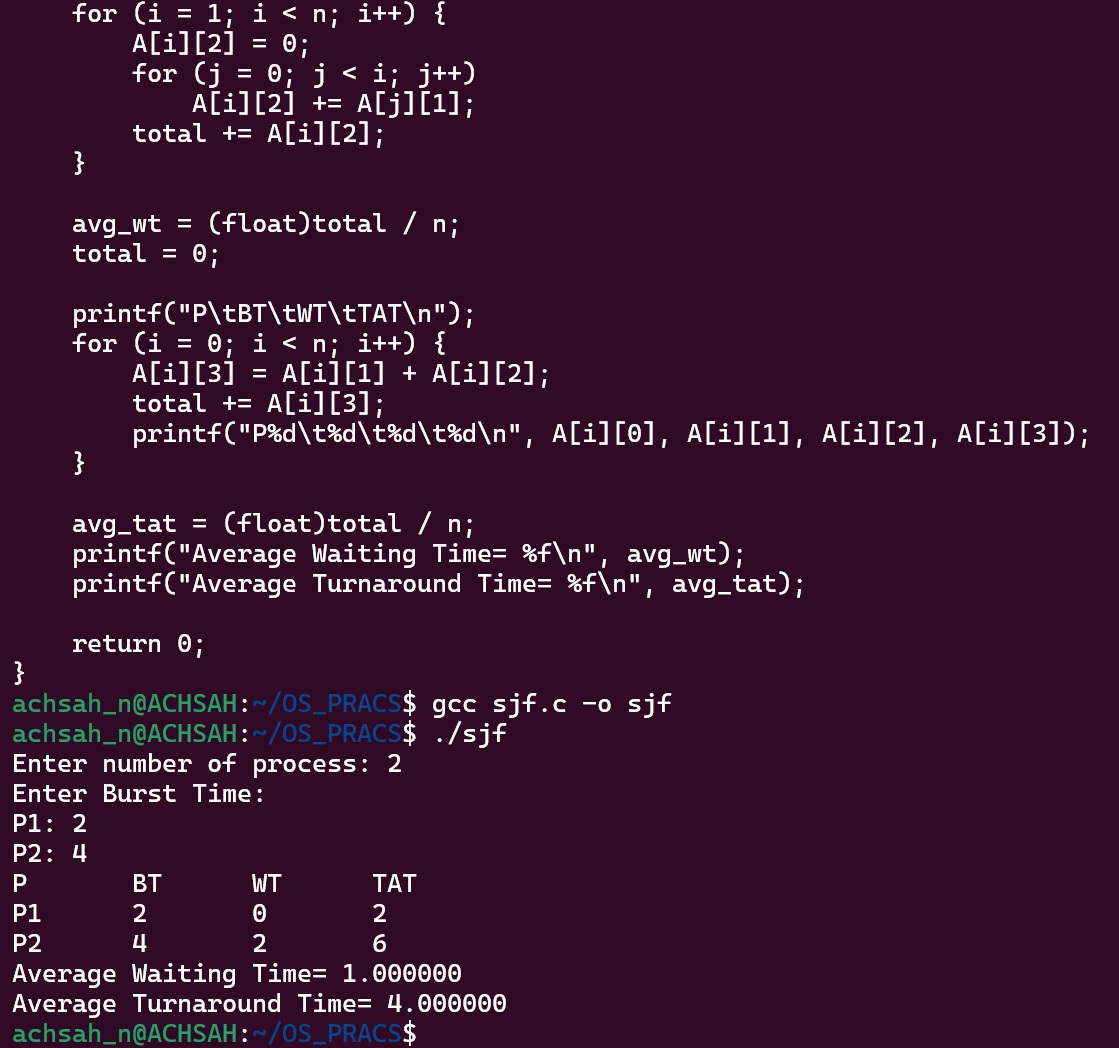 for (i = 1; i < n; i++) {
A[i][2] = 0;
for (j = 0; j < i; j++)
A[i][2] += A[j][1];
total += A[i][2];
}
avg_wt = (float)total / n;
total = 0;
printf("P\tBT\tWT\tTAT\n");
for (i = 0; i < n; i++) {
A[i][3] = A[i][1] + A[i][2];
total += A[i][3];
printf("P%d\t%d\t%d\t%d\n", A[i][0], A[i][1], A[i][2], A[i][3]);
}
avg_tat = (float)total / n;
printf("Average Waiting Time= %f\n", avg_wt);
printf("Average Turnaround Time= %f\n", avg_tat);
return 0;
}
achsah_n@ACHSAH:~/OS_PRACS$ gcc sjf.c -o sjf
achsah_n@ACHSAH:~/OS_PRACS$ ./sjf
Enter number of process: 2
Enter Burst Time:
P1: 2
P2: 4
P BT WT TAT
P1 2 0 2
P2 4 2 6
Average Waiting Time= 1.000000
Average Turnaround Time= 4.000000
achsah_n@ACHSAH:~/OS_PRACS$